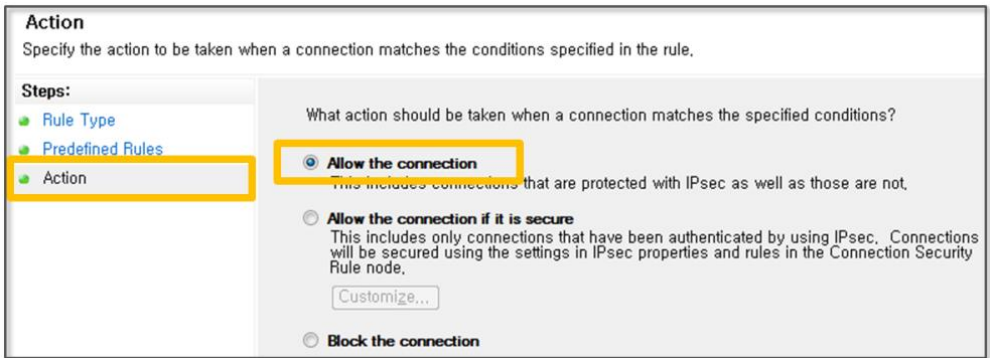 Action
Specify the action to be taken when a connection matches the conditions specified in the rule.
Steps:
Rule Type
Predefined Rules
Action
What action should be taken when a connection matches the specified conditions?
Allow the connection
This includes connections that are protected with IPsec as well as those are not.
Allow the connection if it is secure
This includes only connections that have been authenticated by using IPsec. Connections
will be secured using the settings in IPsec properties and rules in the Connection Security
Rule node.
Customize...
Block the connection